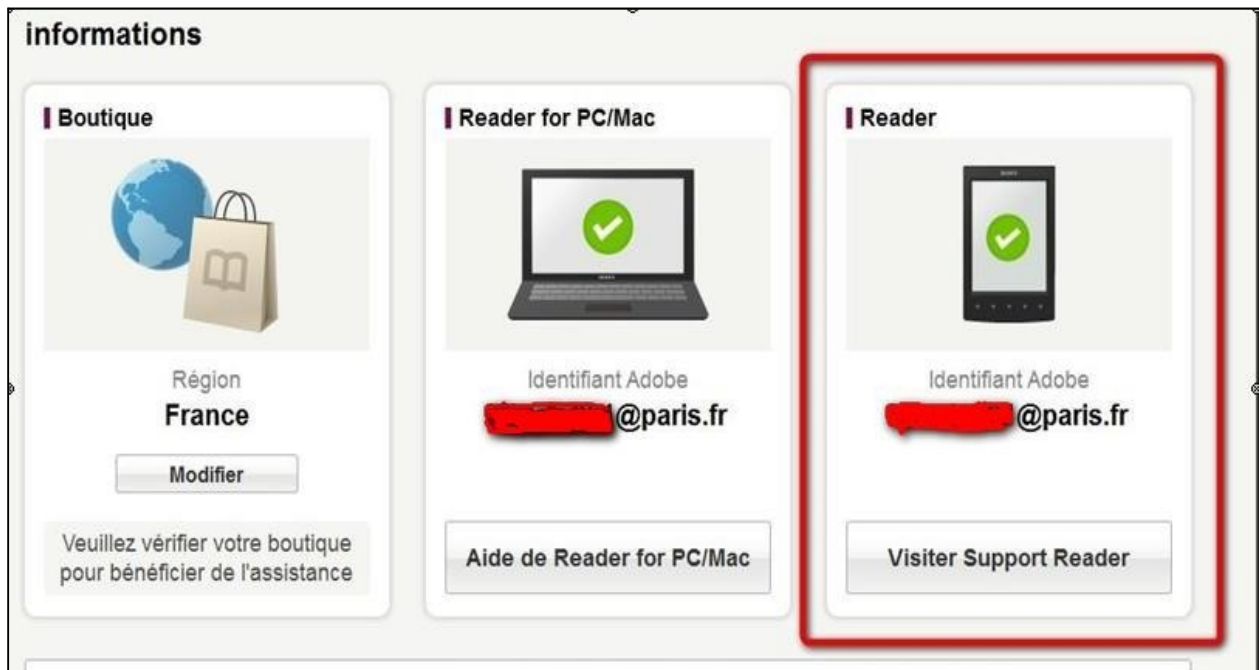 informations
Boutique
Région
France
Modifier
Veuillez vérifier votre boutique
pour bénéficier de l'assistance
Reader for PC/Mac
Identifiant Adobe
@paris.fr
Aide de Reader for PC/Mac
Reader
SONY
Identifiant Adobe
@paris.fr
Visiter Support Reader